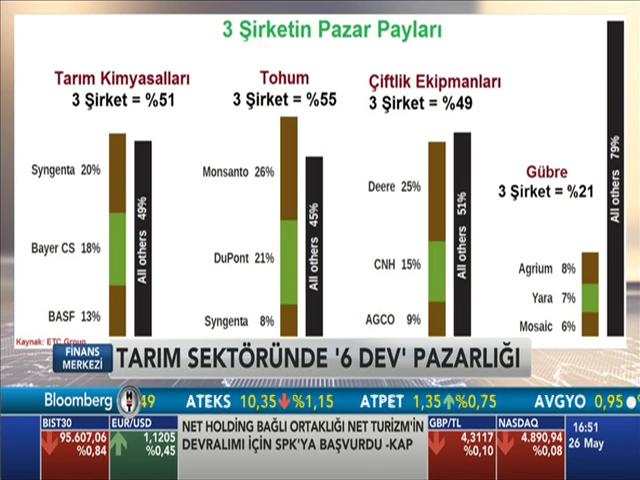 3 Şirketin Pazar Payları
Tarım Kimyasalları
3 Şirket = %51
Syngenta 20%
Bayer CS 18%
BASF 13%
All others 49%
Tohum
3 Şirket = %55
Monsanto 26%
DuPont 21%
Syngenta 8%
All others 45%
Çiftlik Ekipmanları
3 Şirket = %49
Deere 25%
CNH 15%
AGCO 9%
All others 51%
Gübre
3 Şirket = %21
Agrium 8%
Yara 7%
Mosaic 6%
All others 79%
Kaynak: ETC Group
FİNANS
MERKEZİ
TARIM SEKTÖRÜNDE '6 DEV' PAZARLIĞI
Bloomberg HT 49 ATEKS 10,35 %1,15 ATPET 1,35 %0,75 AVGYO 0,95
BIST30
95.607,06
%0,84
EUR/USD
1,1205
%0,45
NET HOLDİNG BAĞLI ORTAKLIĞI NET TURİZM'İN
DEVRALIMI İÇİN SPK'YA BAŞVURDU -KAP
GBP/TL
4,3117
%0,10
NASDAQ
4.890,94
%0,08
16:51
26 May